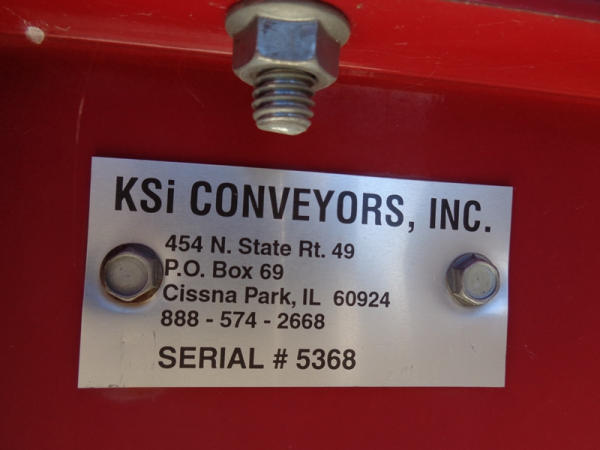 KSi CONVEYORS, INC.
454 N. State Rt. 49
P.O. Box 69
Cissna Park, IL 60924
888 - 574 - 2668
SERIAL # 5368